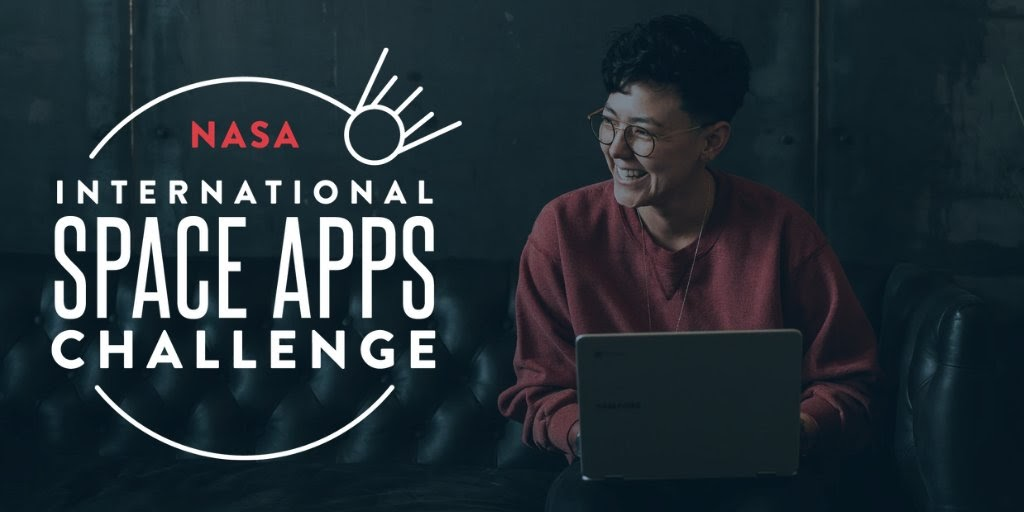 NASA
INTERNATIONAL
SPACE APPS
CHALLENGE